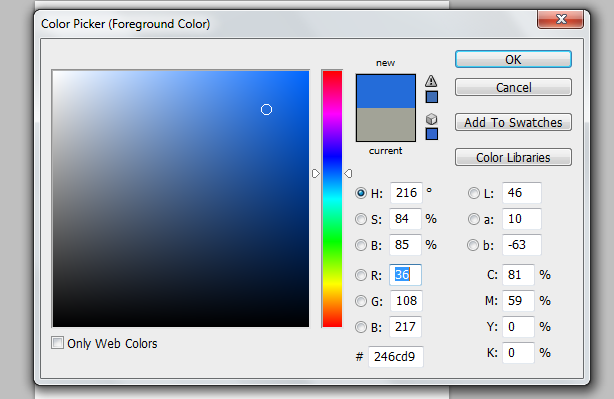 Color Picker (Foreground Color)
new
current
OK
Cancel
Add To Swatches
Color Libraries
H: 216 °
S: 84 %
B: 85 %
R: 36
G: 108
B: 217
# 246cd9
L: 46
a: 10
b: -63
C: 81 %
M: 59 %
Y: 0 %
K: 0 %
Only Web Colors